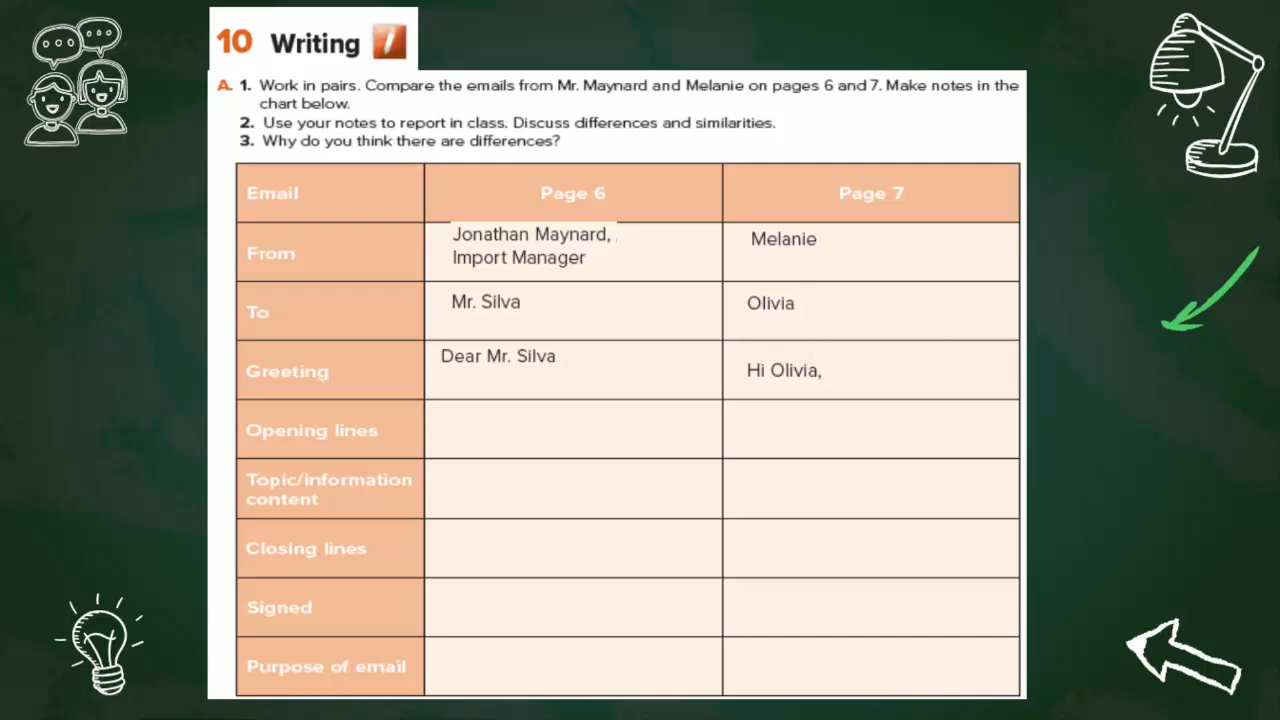 10 Writing
A. 1. Work in pairs. Compare the emails from Mr. Maynard and Melanie on pages 6 and 7. Make notes in the
chart below.
2. Use your notes to report in class. Discuss differences and similarities.
3. Why do you think there are differences?
Email Page 6 Page 7
From Jonathan Maynard, Melanie
Import Manager
To Mr. Silva Olivia
Greeting Dear Mr. Silva Hi Olivia,
Opening lines
Topic/information
content
Closing lines
Signed
Purpose of email